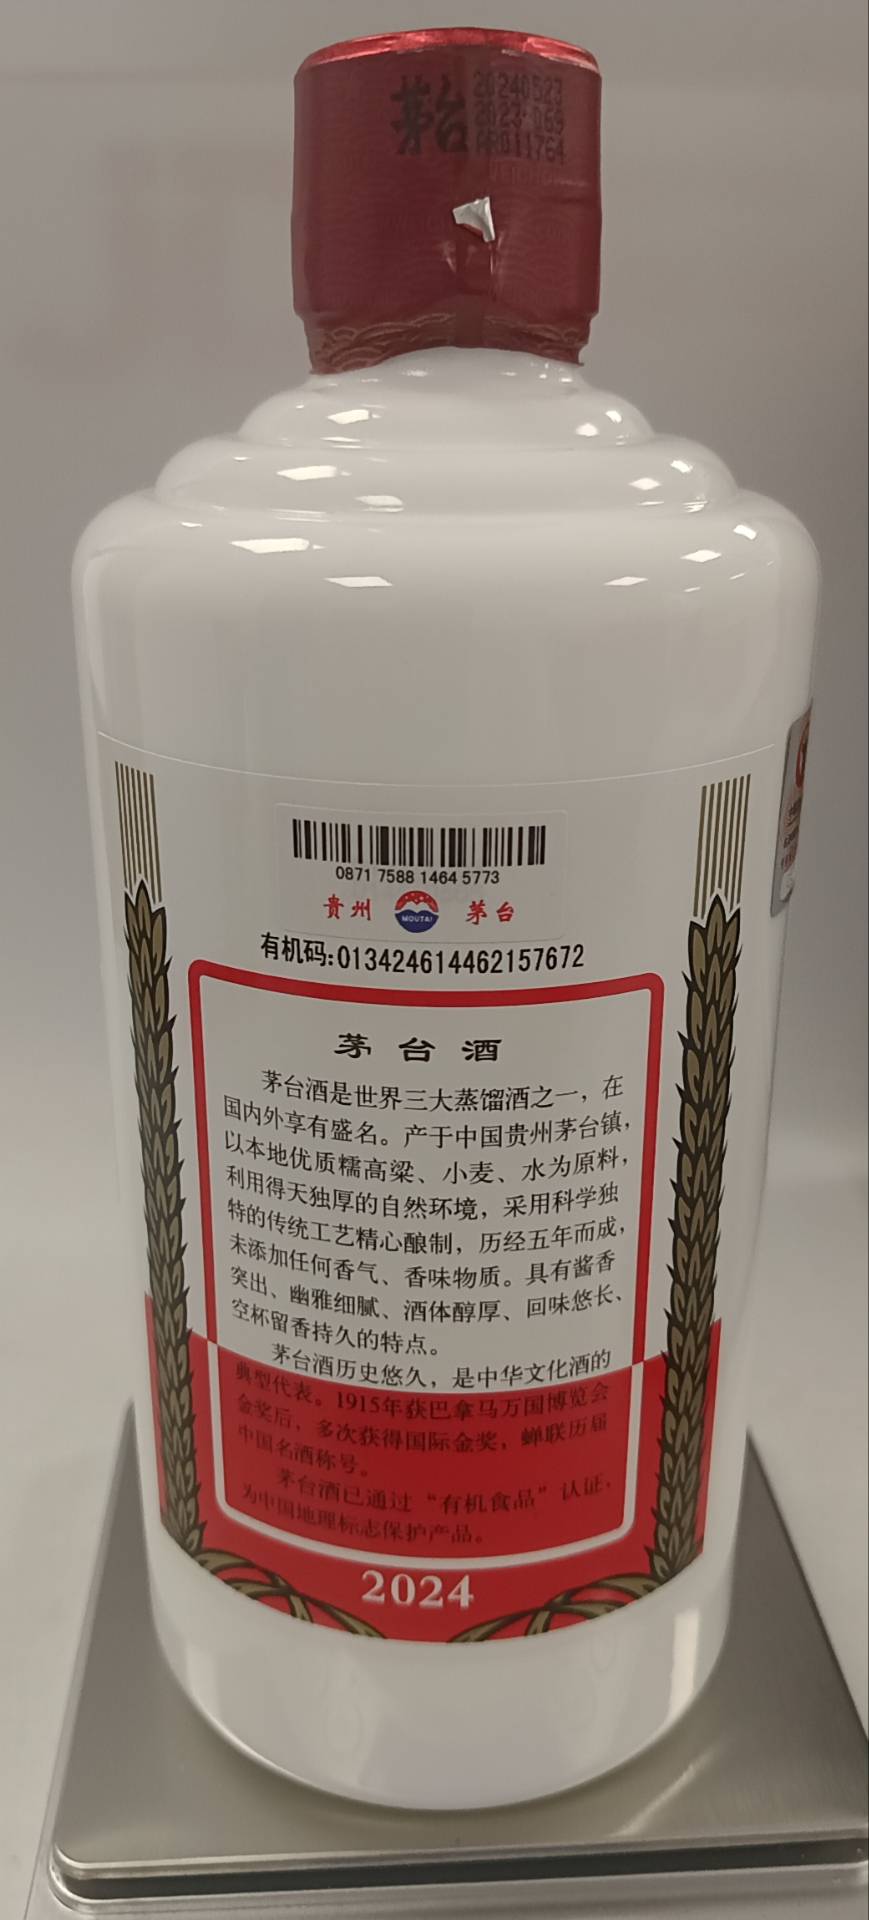 茅台
20240523
2023-069
11764
0871 7588 1464 5773
贵州 MOUTAI 茅台
有机码:013424614462157672
茅台酒
茅台酒是世界三大蒸馏酒之一，在
国内外享有盛名。产于中国贵州茅台镇，
以本地优质糯高粱、小麦、水为原料，
利用得天独厚的自然环境，采用科学独
特的传统工艺精心酿制，历经五年而成，
未添加任何香气、香味物质。具有酱香
突出、幽雅细腻、酒体醇厚、回味悠长、
空杯留香持久的特点。
茅台酒历史悠久，是中华文化酒的
典型代表。1915年获巴拿马万国博览会
金奖后，多次获得国际金奖，蝉联历届
中国名酒称号。
茅台酒已通过“有机食品”认证，
为中国地理标志保护产品。
2024